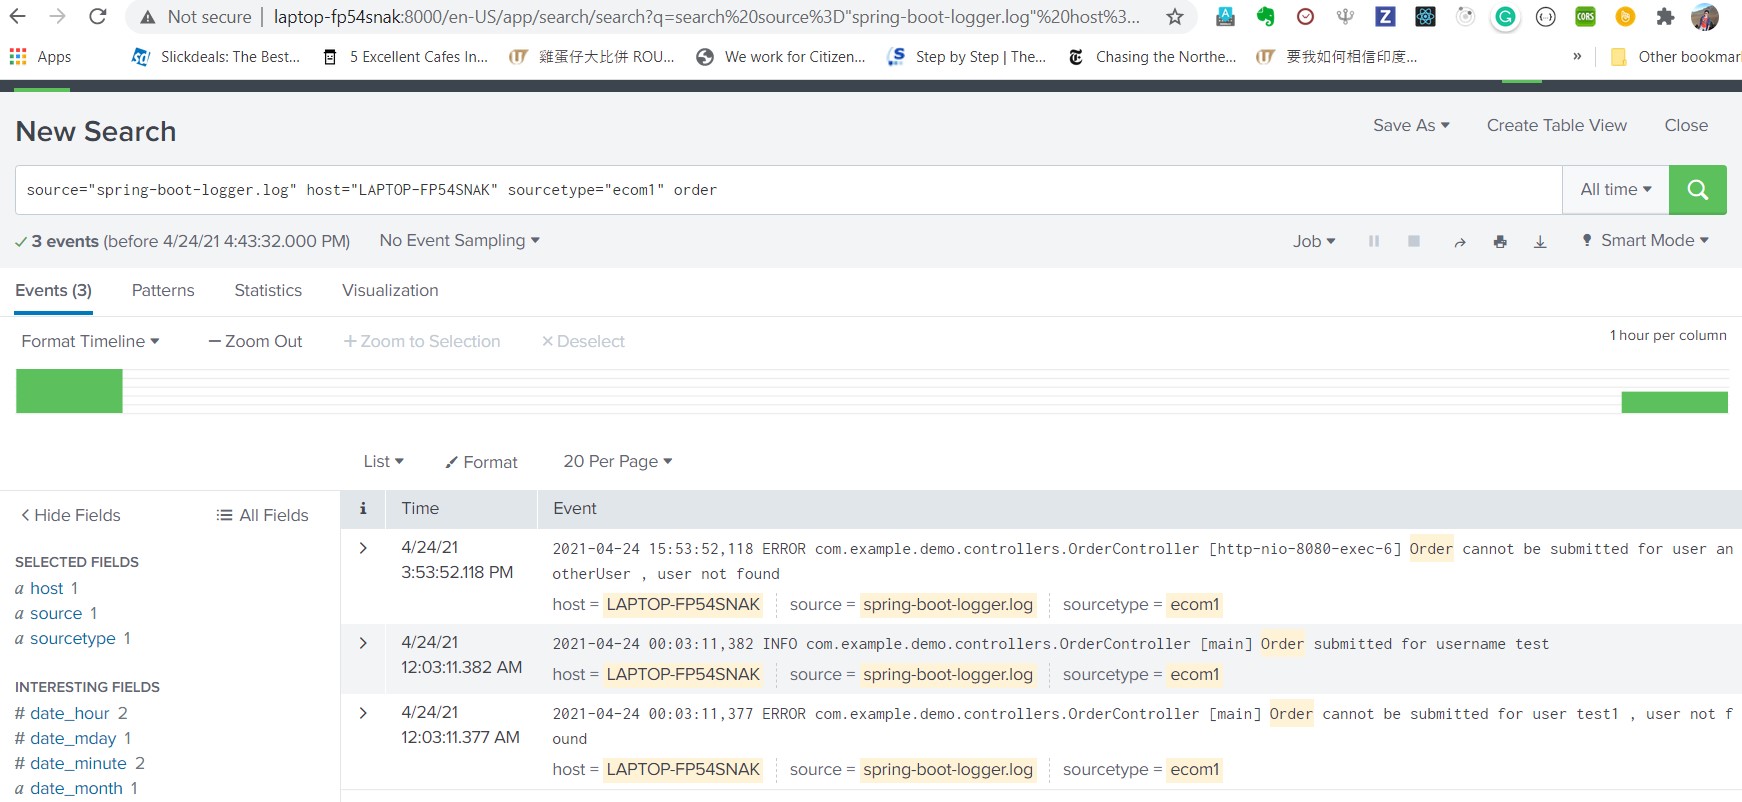 Not secure laptop-fp54snak:8000/en-US/app/search/search?q=search%20source%3D"spring-boot-logger.log"%20host%3...
Apps Slickdeals: The Best... 5 Excellent Cafes In... 雞蛋仔大比併 ROU... We work for Citizen... Step by Step | The... Chasing the Northe... 要我如何相信印度... » Other bookmar
New Search
Save As Create Table View Close
source="spring-boot-logger.log" host="LAPTOP-FP54SNAK" sourcetype="ecom1" order
All time
3 events (before 4/24/21 4:43:32.000 PM) No Event Sampling
Job Smart Mode
Events (3) Patterns Statistics Visualization
Format Timeline — Zoom Out + Zoom to Selection × Deselect
1 hour per column
List Format 20 Per Page
< Hide Fields All Fields
SELECTED FIELDS
a host 1
a source 1
a sourcetype 1
INTERESTING FIELDS
# date_hour 2
# date_mday 1
# date_minute 2
a date_month 1
i Time Event
4/24/21
3:53:52.118 PM
2021-04-24 15:53:52,118 ERROR com.example.demo.controllers.OrderController [http-nio-8080-exec-6] Order cannot be submitted for user an
otherUser , user not found
host = LAPTOP-FP54SNAK source = spring-boot-logger.log sourcetype = ecom1
4/24/21
12:03:11.382 AM
2021-04-24 00:03:11,382 INFO com.example.demo.controllers.OrderController [main] Order submitted for username test
host = LAPTOP-FP54SNAK source = spring-boot-logger.log sourcetype = ecom1
4/24/21
12:03:11.377 AM
2021-04-24 00:03:11,377 ERROR com.example.demo.controllers.OrderController [main] Order cannot be submitted for user test1 , user not f
ound
host = LAPTOP-FP54SNAK source = spring-boot-logger.log sourcetype = ecom1